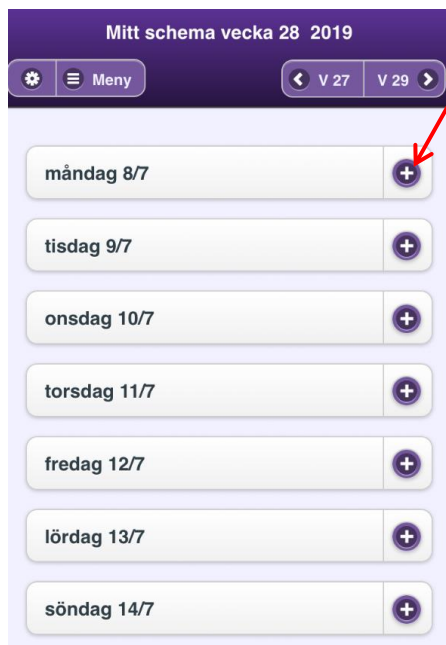 Mitt schema vecka 28 2019
Meny
V 27
V 29
måndag 8/7
tisdag 9/7
onsdag 10/7
torsdag 11/7
fredag 12/7
lördag 13/7
söndag 14/7